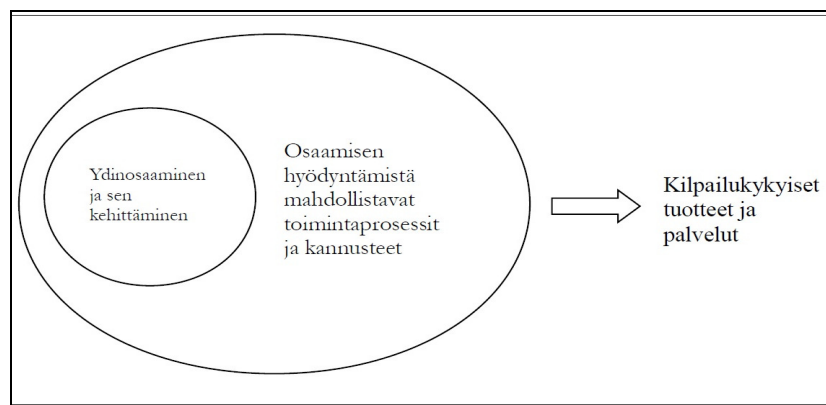 Ydinosaaminen
ja sen
kehittäminen
Osaamisen
hyödyntämistä
mahdollistavat
toimintaprosessit
ja kannusteet
Kilpailukykyiset
tuotteet ja
palvelut